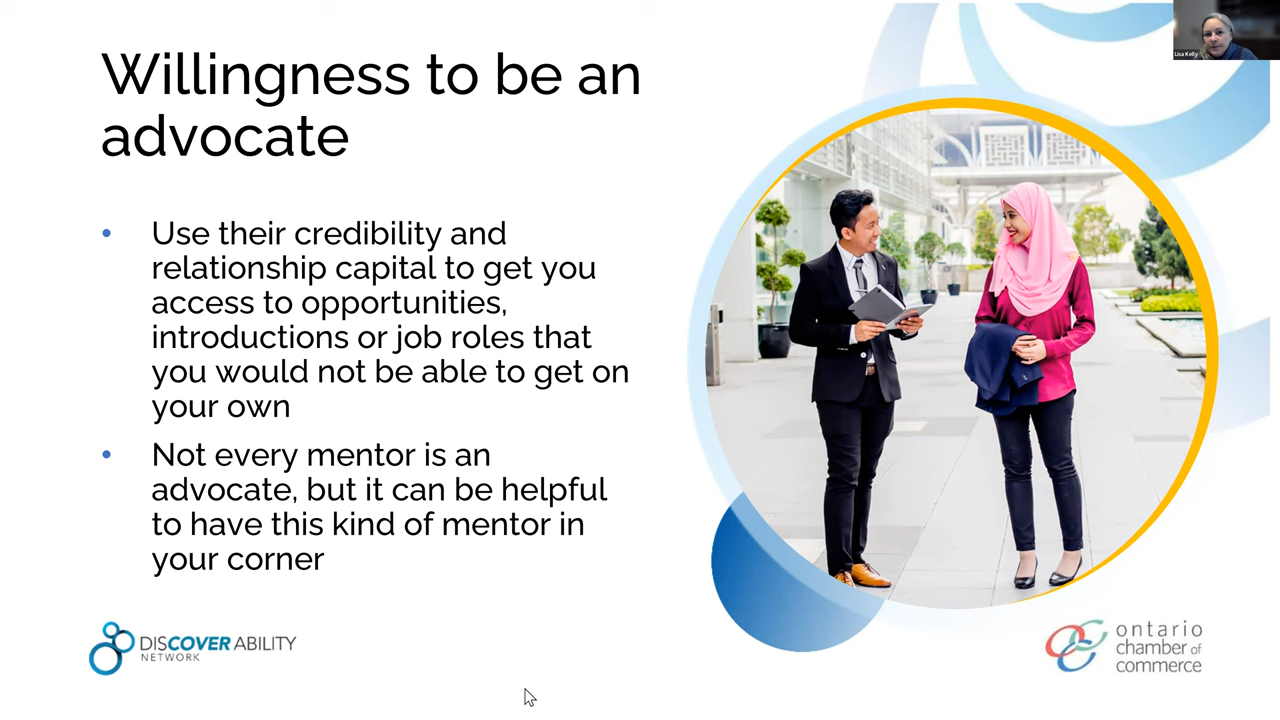 Willingness to be an
advocate
• Use their credibility and
relationship capital to get you
access to opportunities,
introductions or job roles that
you would not be able to get on
your own
• Not every mentor is an
advocate, but it can be helpful
to have this kind of mentor in
your corner
DISCOVER ABILITY
NETWORK
ontario
chamber of
commerce
Lisa Kelly